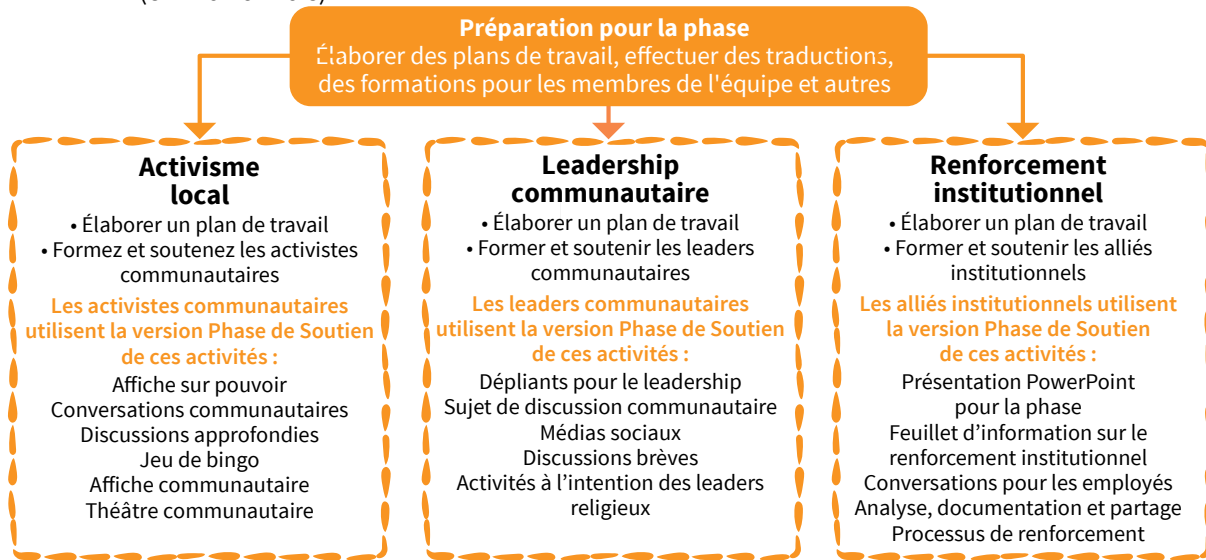 Préparation pour la phase
Élaborer des plans de travail, effectuer des traductions,
des formations pour les membres de l'équipe et autres
Activisme
local
• Élaborer un plan de travail
• Formez et soutenez les activistes
communautaires
Les activistes communautaires
utilisent la version Phase de Soutien
de ces activités :
Affiche sur pouvoir
Conversations communautaires
Discussions approfondies
Jeu de bingo
Affiche communautaire
Théâtre communautaire
Leadership
communautaire
• Élaborer un plan de travail
• Former et soutenir les leaders
communautaires
Les leaders communautaires
utilisent la version Phase de Soutien
de ces activités :
Dépliants pour le leadership
Sujet de discussion communautaire
Médias sociaux
Discussions brèves
Activités à l’intention des leaders
religieux
Renforcement
institutionnel
• Élaborer un plan de travail
• Former et soutenir les alliés
institutionnels
Les alliés institutionnels utilisent
la version Phase de Soutien
de ces activités :
Présentation PowerPoint
pour la phase
Feuillet d’information sur le
renforcement institutionnel
Conversations pour les employés
Analyse, documentation et partage
Processus de renforcement